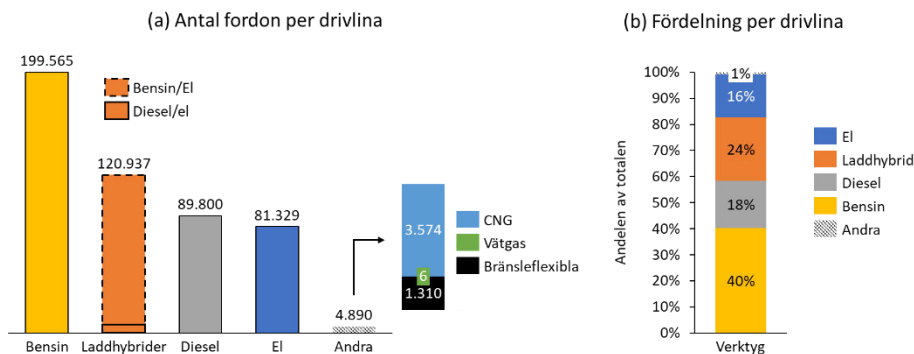 (a) Antal fordon per drivlina
199.565
Bensin/El
Diesel/el
120.937
89.800
81.329
4.890
3.574
6
1.310
CNG
Vätgas
Bränsleflexibla
Bensin
Laddhybrider
Diesel
El
Andra
(b) Fördelning per drivlina
Andelen av totalen
100%
90%
80%
70%
60%
50%
40%
30%
20%
10%
0%
1%
16%
24%
18%
40%
Verktyg
El
Laddhybrid
Diesel
Bensin
Andra